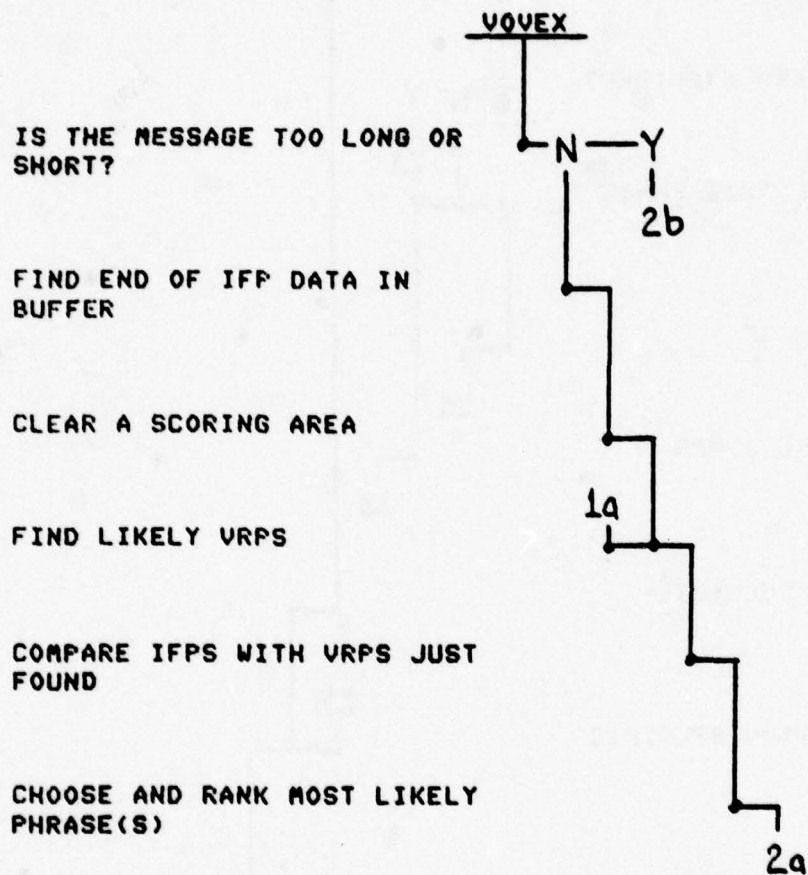 VOVEX
IS THE MESSAGE TOO LONG OR
SHORT?
N
Y
2b
FIND END OF IFP DATA IN
BUFFER
CLEAR A SCORING AREA
1a
FIND LIKELY VRPS
COMPARE IFPS WITH VRPS JUST
FOUND
CHOOSE AND RANK MOST LIKELY
PHRASE(S)
2a